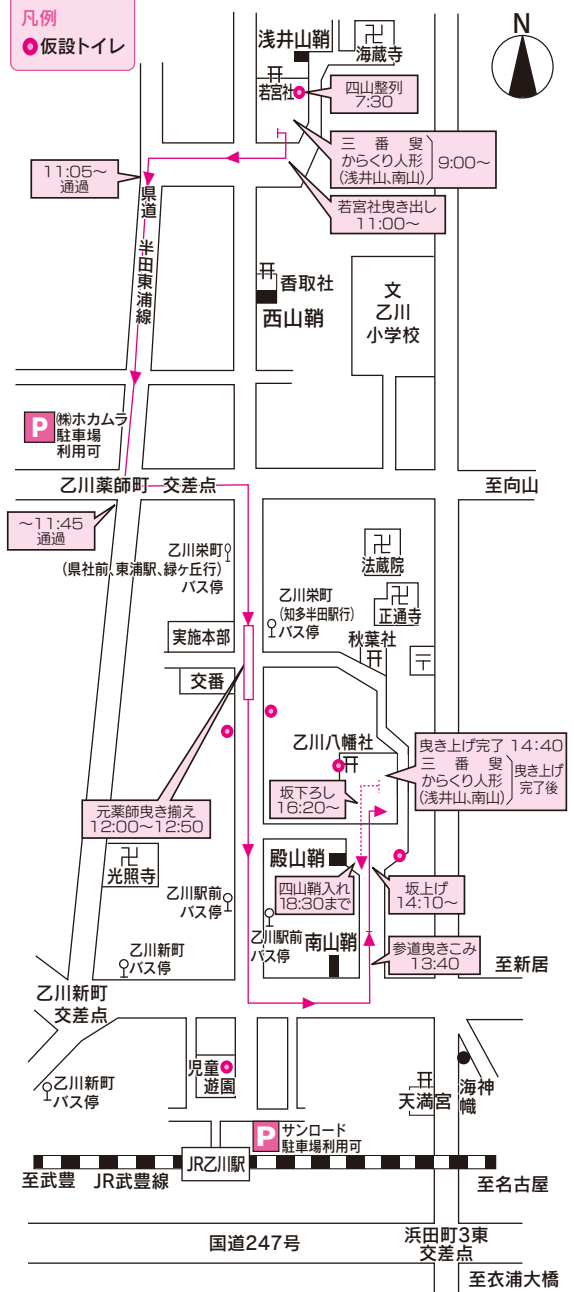 凡例
仮設トイレ
N
浅井山鞘
海蔵寺
若宮社
四山整列
7:30
三番叟
からくり人形
(浅井山、南山)
9:00〜
若宮社曳き出し
11:00〜
11:05〜
通過
県道
半田東浦線
香取社
西山鞘
文
乙川
小学校
P
㈱ホカムラ
駐車場
利用可
乙川薬師町 交差点
至向山
〜11:45
通過
乙川栄町
(県社前、東浦駅、緑ヶ丘行)
バス停
乙川栄町
(知多半田駅行)
バス停
法蔵院
正通寺
秋葉社
〒
実施本部
交番
乙川八幡社
曳き上げ完了 14:40
三番叟
からくり人形
(浅井山、南山)
曳き上げ
完了後
坂下ろし
16:20〜
元薬師曳き揃え
12:00〜12:50
光照寺
殿山鞘
四山鞘入れ
18:30まで
坂上げ
14:10〜
乙川駅前
バス停
乙川駅前
バス停
南山鞘
参道曳きこみ
13:40
乙川新町
バス停
至新居
乙川新町
交差点
児童
遊園
乙川新町
バス停
天満宮
海神
幟
P
サンロード
駐車場利用可
JR乙川駅
至武豊
JR武豊線
至名古屋
国道247号
浜田町3東
交差点
至衣浦大橋